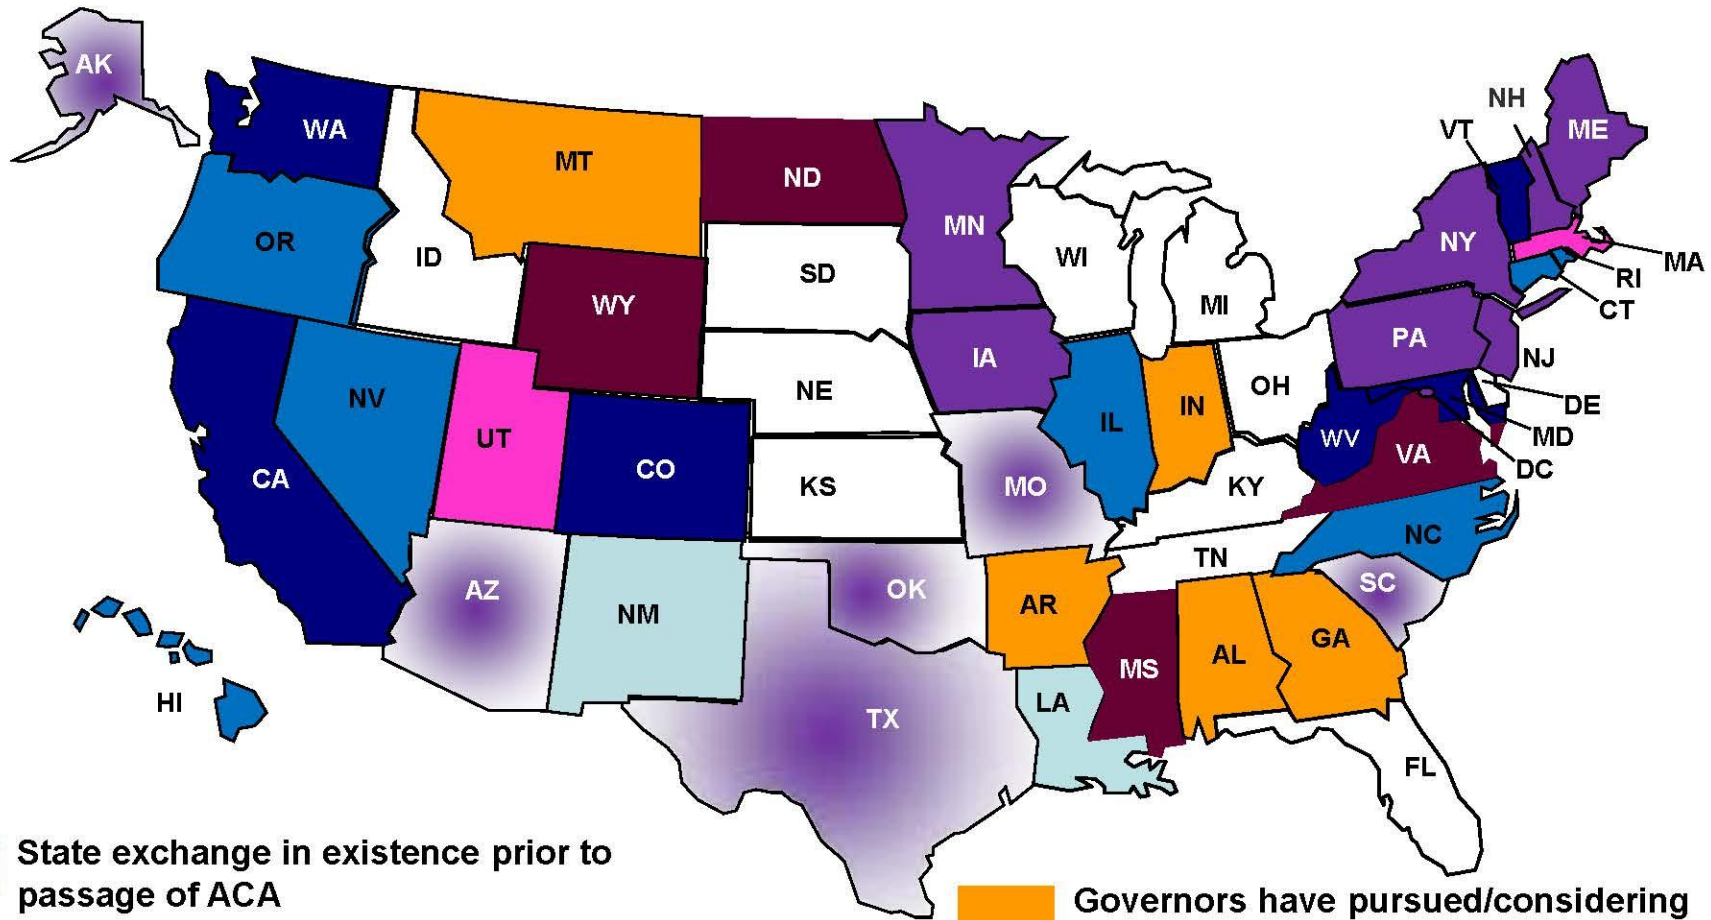 AK
WA
MT
ND
MN
VT
NH
ME
OR
ID
SD
WI
MI
NY
MA
RI
CT
WY
NE
IA
PA
NJ
NV
UT
CO
IL
IN
OH
DE
MD
DC
WV
VA
CA
KS
MO
KY
NC
AZ
NM
OK
AR
TN
SC
HI
TX
LA
MS
AL
GA
FL
State exchange in existence prior to
passage of ACA
Governors have pursued/considering